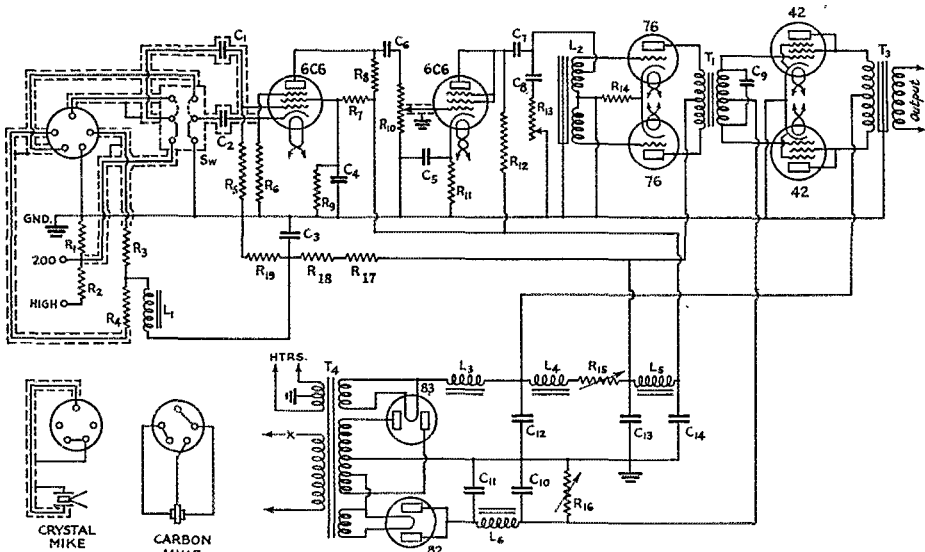 C1
C2
Sw
6C6
C6
R8
R7
R10
6C6
C7
C8
R13
L2
76
R14
76
T1
C9
42
42
T3
Output
R5
R6
R9
C4
C5
R11
R12
GND.
R1
R3
200
R2
HIGH
R4
L1
C3
R19
R18
R17
HTRS.
T4
X
83
L3
L4
R15
L5
C12
C13
C14
C11
C10
R16
L6
82
CRYSTAL
MIKE
CARBON